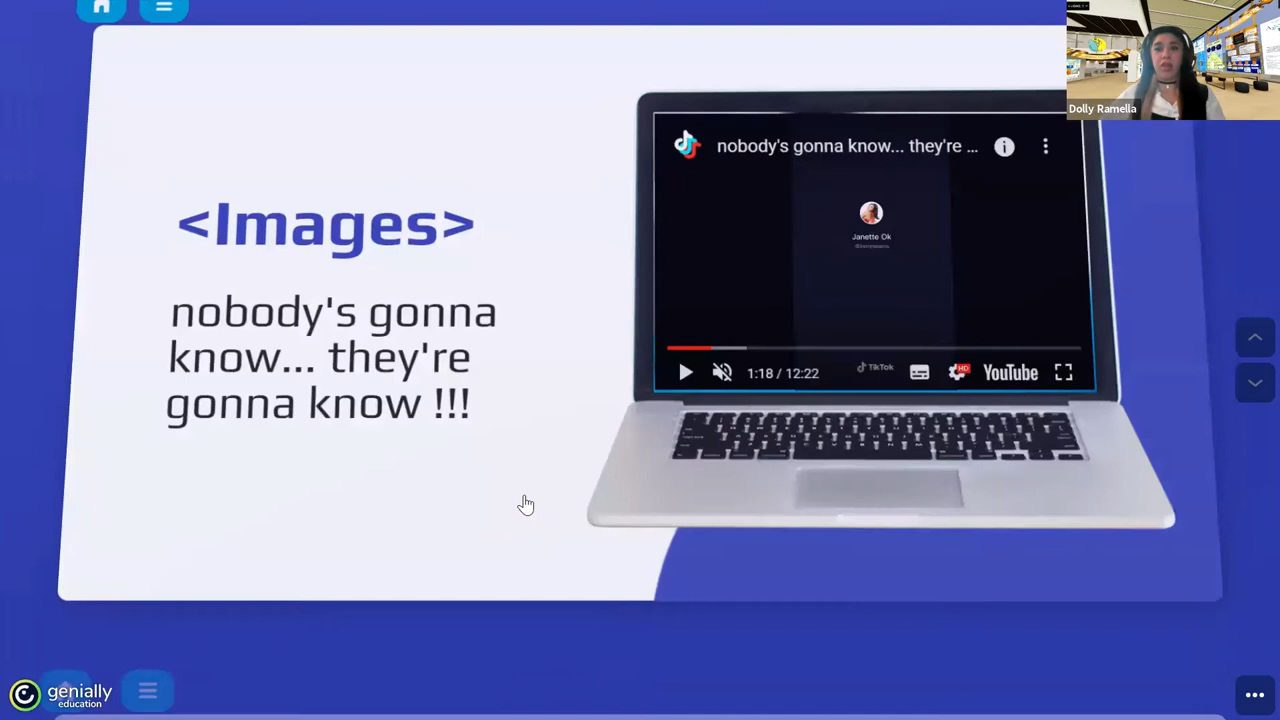 Dolly Ramella
nobody's gonna know... they're ...
Janette Ok
<Images>
nobody's gonna
know... they're
gonna know !!!
1:18 / 12:22
TikTok
HD
YouTube
genially
education